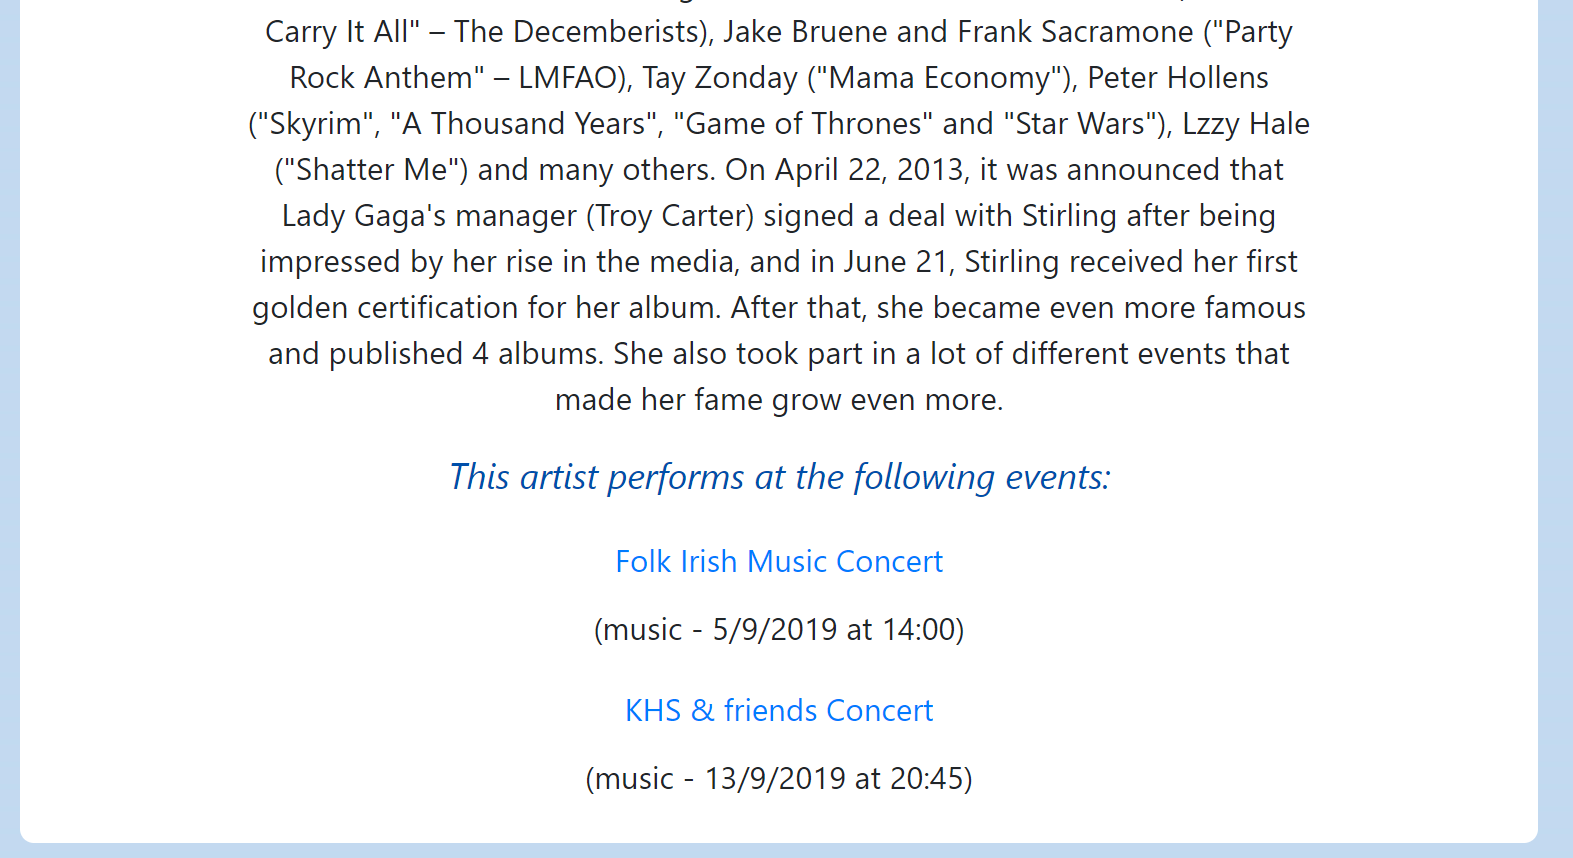 Carry It All" – The Decemberists), Jake Bruene and Frank Sacramone ("Party
Rock Anthem" – LMFAO), Tay Zonday ("Mama Economy"), Peter Hollens
("Skyrim", "A Thousand Years", "Game of Thrones" and "Star Wars"), Lzzy Hale
("Shatter Me") and many others. On April 22, 2013, it was announced that
Lady Gaga's manager (Troy Carter) signed a deal with Stirling after being
impressed by her rise in the media, and in June 21, Stirling received her first
golden certification for her album. After that, she became even more famous
and published 4 albums. She also took part in a lot of different events that
made her fame grow even more.
This artist performs at the following events:
Folk Irish Music Concert
(music - 5/9/2019 at 14:00)
KHS & friends Concert
(music - 13/9/2019 at 20:45)